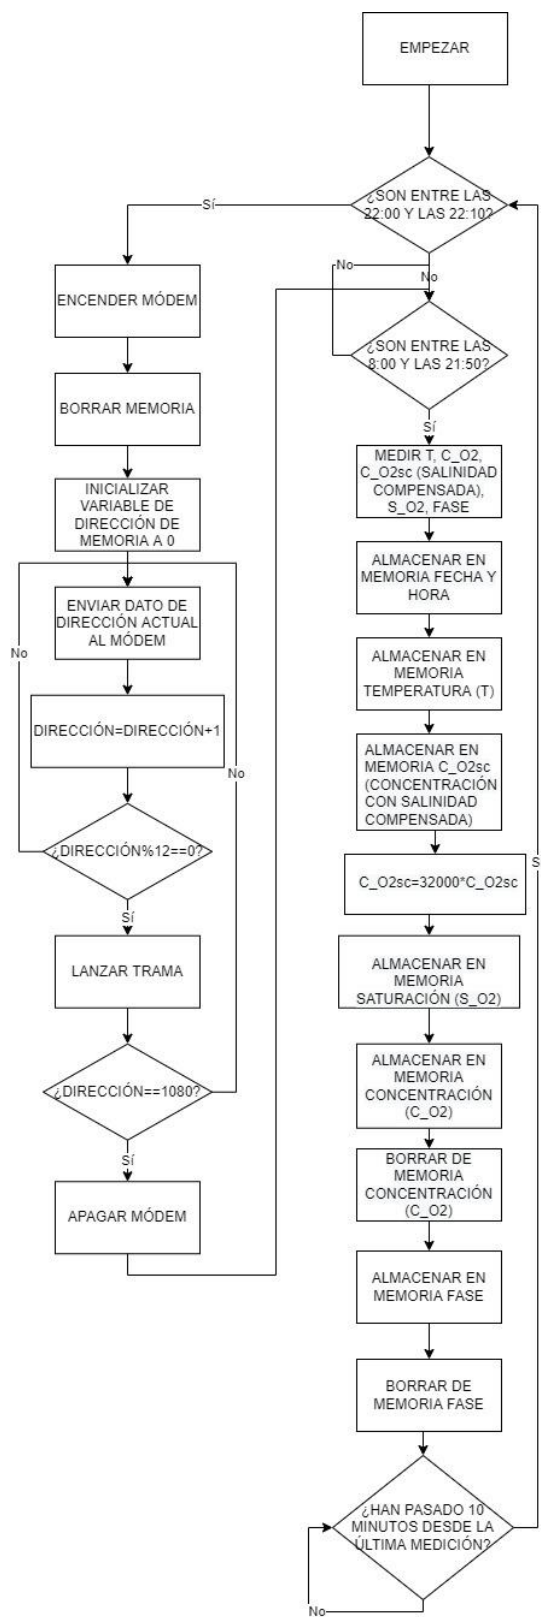 EMPEZAR
¿SON ENTRE LAS
22:00 Y LAS 22:10?
Sí
No
No
ENCENDER MÓDEM
¿SON ENTRE LAS
8:00 Y LAS 21:50?
Sí
BORRAR MEMORIA
INICIALIZAR
VARIABLE DE
DIRECCIÓN DE
MEMORIA A 0
ENVIAR DATO DE
DIRECCIÓN ACTUAL
AL MÓDEM
No
DIRECCIÓN=DIRECCIÓN+1
No
¿DIRECCIÓN%12==0?
Sí
LANZAR TRAMA
¿DIRECCIÓN==1080?
Sí
APAGAR MÓDEM
MEDIR T, C_O2,
C_O2sc (SALINIDAD
COMPENSADA),
S_O2, FASE
ALMACENAR EN
MEMORIA FECHA Y
HORA
ALMACENAR EN
MEMORIA
TEMPERATURA (T)
ALMACENAR EN
MEMORIA C_O2sc
(CONCENTRACIÓN
CON SALINIDAD
COMPENSADA)
C_O2sc=32000*C_O2sc
S
ALMACENAR EN
MEMORIA
SATURACIÓN (S_O2)
ALMACENAR EN
MEMORIA
CONCENTRACIÓN
(C_O2)
BORRAR DE
MEMORIA
CONCENTRACIÓN
(C_O2)
ALMACENAR EN
MEMORIA FASE
BORRAR DE
MEMORIA FASE
¿HAN PASADO 10
MINUTOS DESDE LA
ÚLTIMA MEDICIÓN?
No